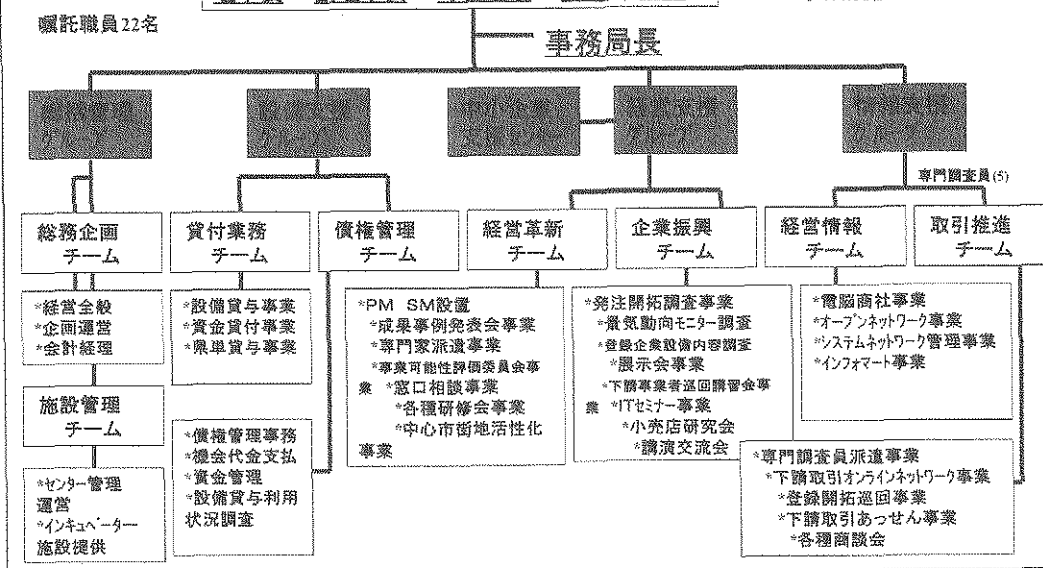 嘱託職員22名
事務局長
グループ
グループ
グループ
グループ
専門調査員(5)
総務企画
チーム
貸付業務
チーム
債権管理
チーム
経営革新
チーム
企業振興
チーム
経営情報
チーム
取引推進
チーム
*経営全般
*企画運営
*会計経理
*設備貸与事業
*資金貸付事業
*県単貸与事業
*PM SM設置
*成果事例発表会事業
*専門家派遣事業
*事業可能性評価委員会事
業 *窓口相談事業
*各種研修会事業
*中心市街地活性化
事業
*発注開拓調査事業
*景気動向モニター調査
*登録企業設備内容調査
*展示会事業
*下請事業者巡回講習会事
業 *ITセミナー事業
*小売店研究会
*講演交流会
*電脳商社事業
*オープンネットワーク事業
*システムネットワーク管理事業
*インフォマート事業
施設管理
チーム
*債権管理事務
*機会代金支払
*資金管理
*設備貸与利用
状況調査
*センター管理
運営
*インキュベーター
施設提供
*専門調査員派遣事業
*下請取引オンラインネットワーク事業
*登録開拓巡回事業
*下請取引あっせん事業
*各種商談会